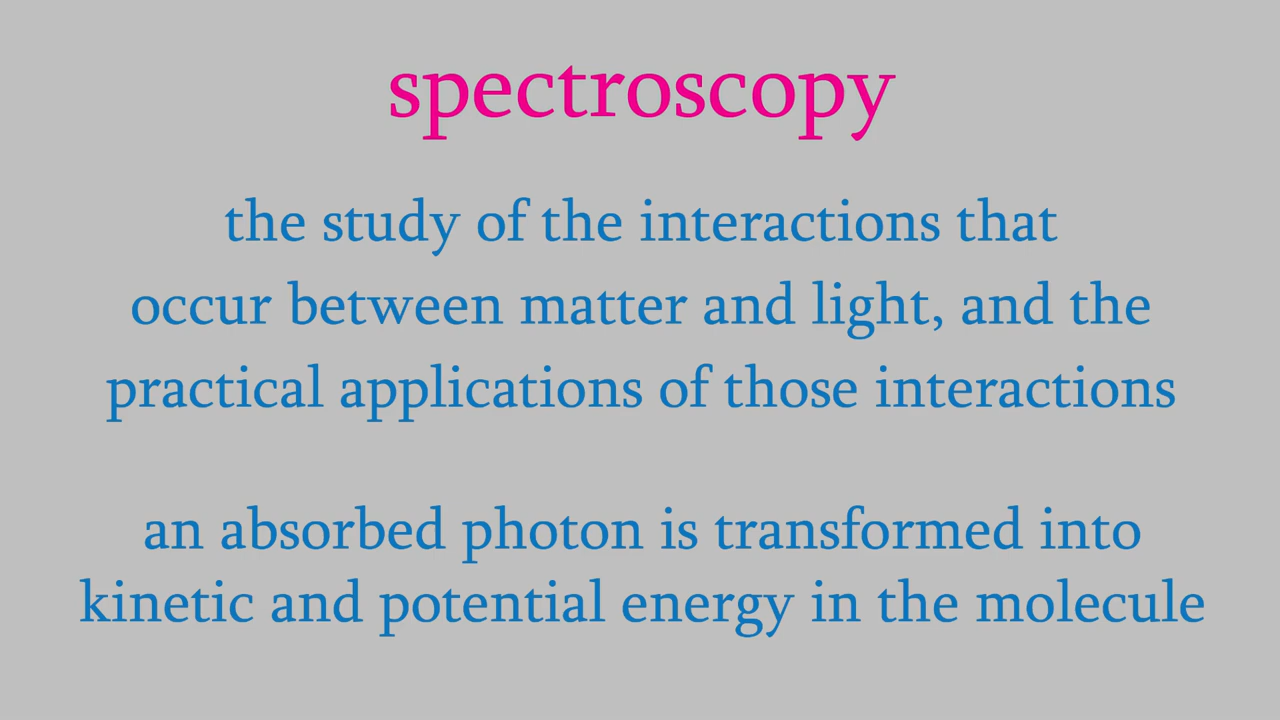 spectroscopy
the study of the interactions that
occur between matter and light, and the
practical applications of those interactions
an absorbed photon is transformed into
kinetic and potential energy in the molecule